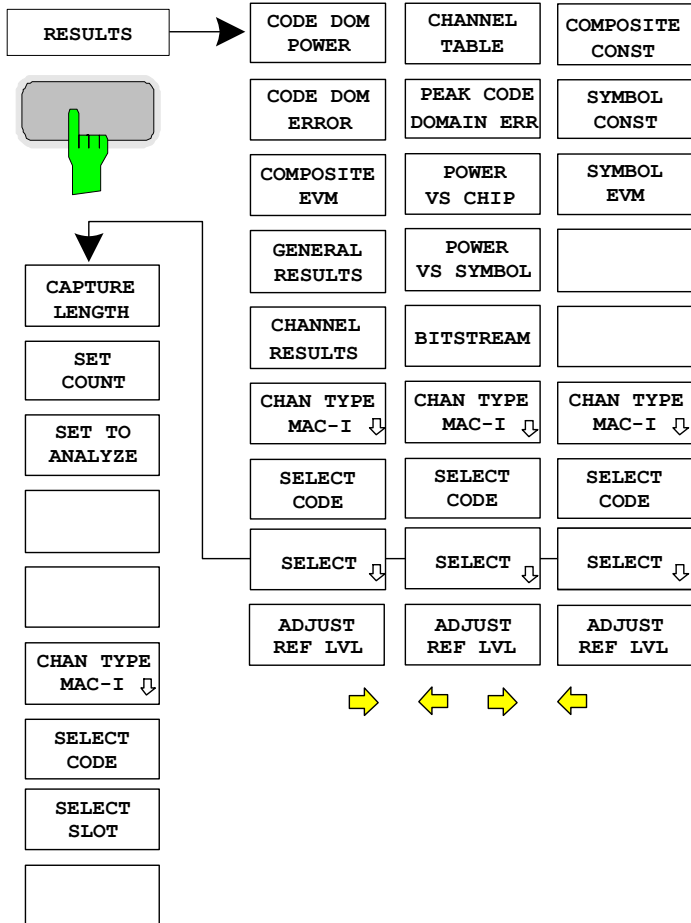 RESULTS
CODE DOM
POWER
CODE DOM
ERROR
COMPOSITE
EVM
GENERAL
RESULTS
CHANNEL
RESULTS
CHAN TYPE
MAC-I
SELECT
CODE
SELECT
ADJUST
REF LVL
CHANNEL
TABLE
PEAK CODE
DOMAIN ERR
POWER
VS CHIP
POWER
VS SYMBOL
BITSTREAM
CHAN TYPE
MAC-I
SELECT
CODE
SELECT
ADJUST
REF LVL
COMPOSITE
CONST
SYMBOL
CONST
SYMBOL
EVM
CHAN TYPE
MAC-I
SELECT
CODE
SELECT
ADJUST
REF LVL
CAPTURE
LENGTH
SET
COUNT
SET TO
ANALYZE
CHAN TYPE
MAC-I
SELECT
CODE
SELECT
SLOT